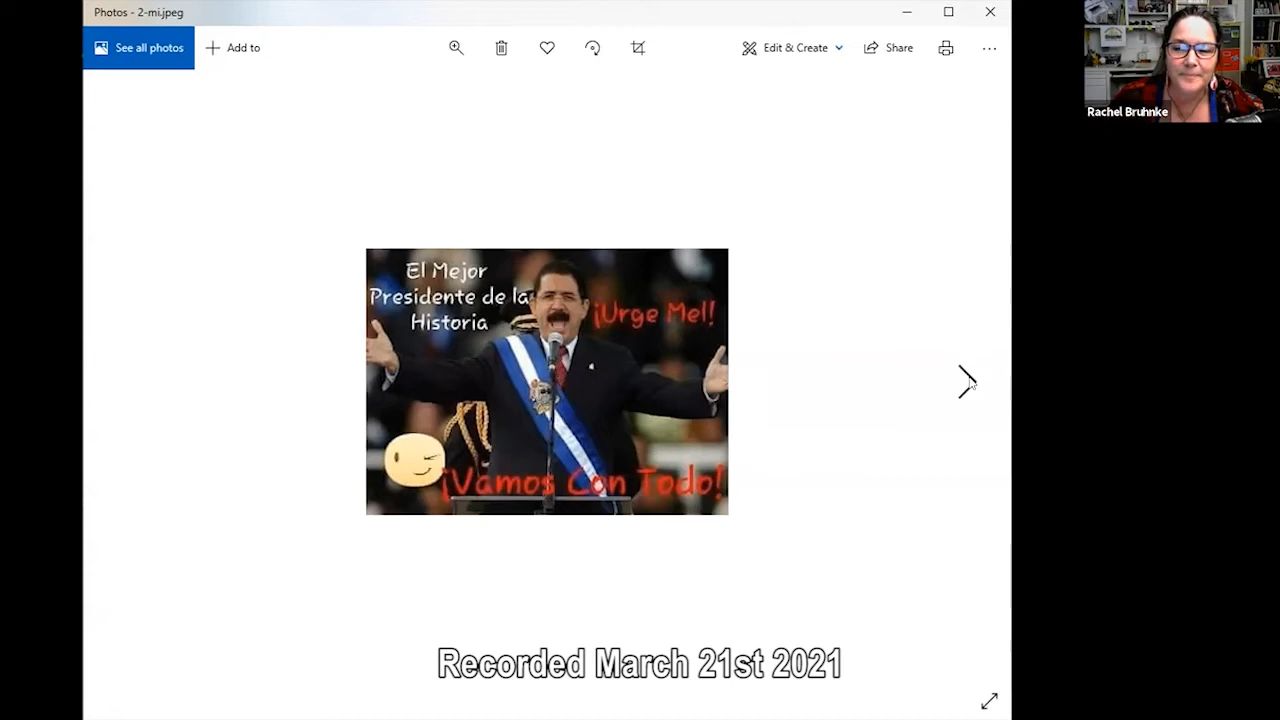 Photos - 2-mi.jpeg
See all photos
Add to
Edit & Create
Share
Rachel Bruhnke
El Mejor
Presidente de la
Historia
¡Urge Mel!
¡Vamos Con Todo!
Recorded March 21st 2021